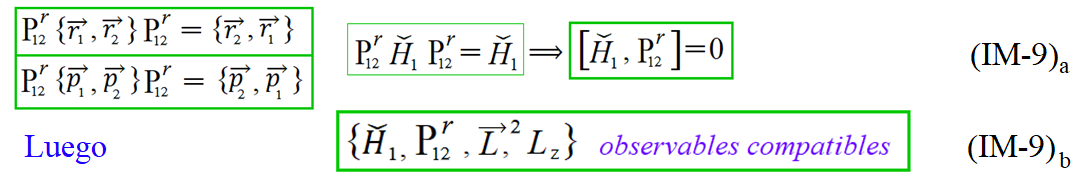 P₁₂ʳ {r⃗₁, r⃗₂} P₁₂ʳ = {r⃗₂, r⃗₁}
P₁₂ʳ {p⃗₁, p⃗₂} P₁₂ʳ = {p⃗₂, p⃗₁}
P₁₂ʳ H̆₁ P₁₂ʳ = H̆₁ ⟹ [H̆₁, P₁₂ʳ]=0 (IM-9)ₐ
Luego {H̆₁, P₁₂ʳ, L⃗,² L_z} observables compatibles (IM-9)_b